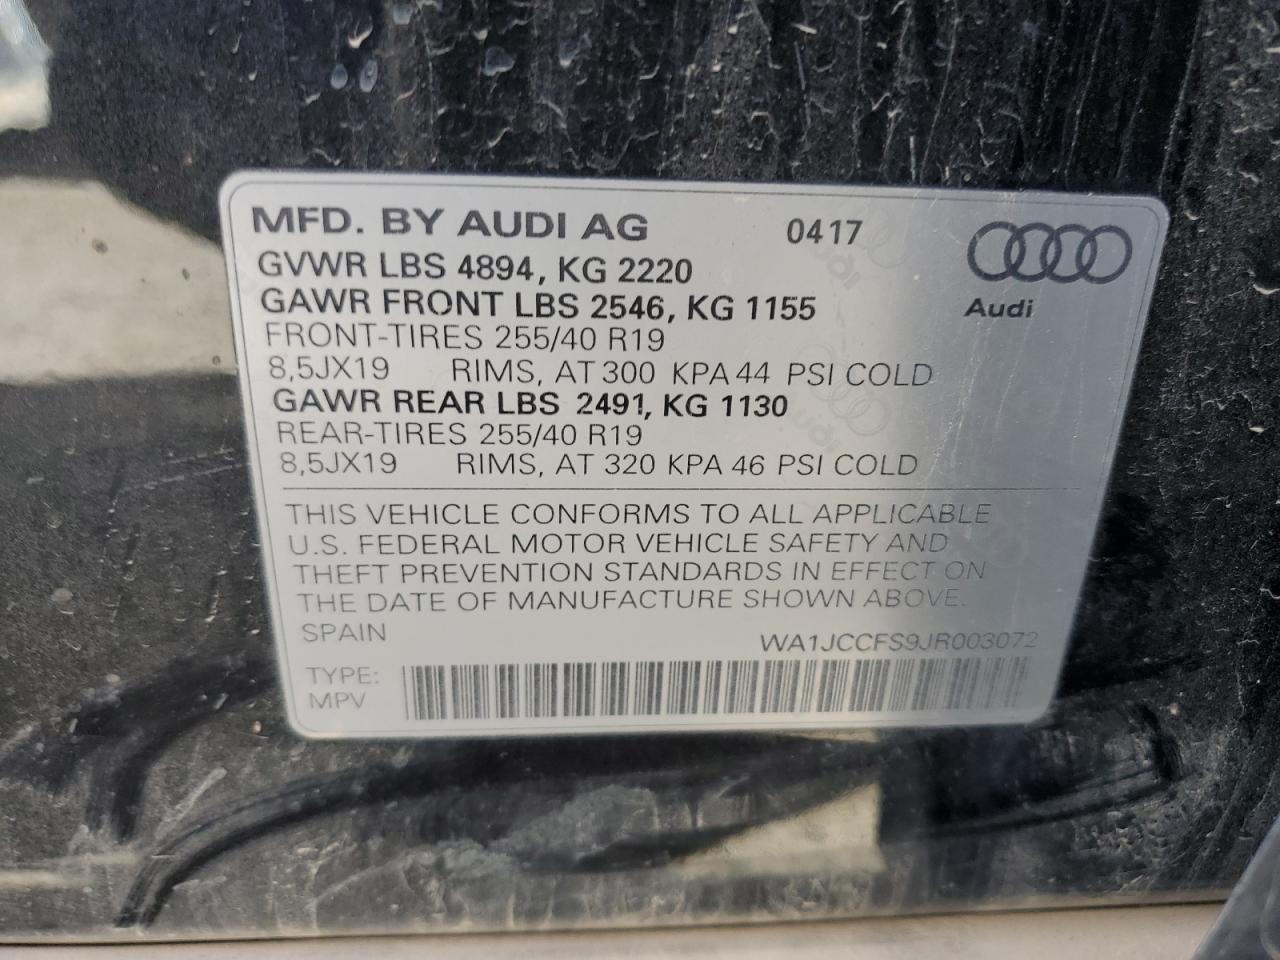 MFD. BY AUDI AG 0417
GVWR LBS 4894, KG 2220
GAWR FRONT LBS 2546, KG 1155
Audi
FRONT-TIRES 255/40 R19
8,5JX19 RIMS, AT 300 KPA 44 PSI COLD
GAWR REAR LBS 2491, KG 1130
REAR-TIRES 255/40 R19
8,5JX19 RIMS, AT 320 KPA 46 PSI COLD
THIS VEHICLE CONFORMS TO ALL APPLICABLE
U.S. FEDERAL MOTOR VEHICLE SAFETY AND
THEFT PREVENTION STANDARDS IN EFFECT ON
THE DATE OF MANUFACTURE SHOWN ABOVE.
SPAIN WA1JCCFS9JR003072
TYPE:
MPV